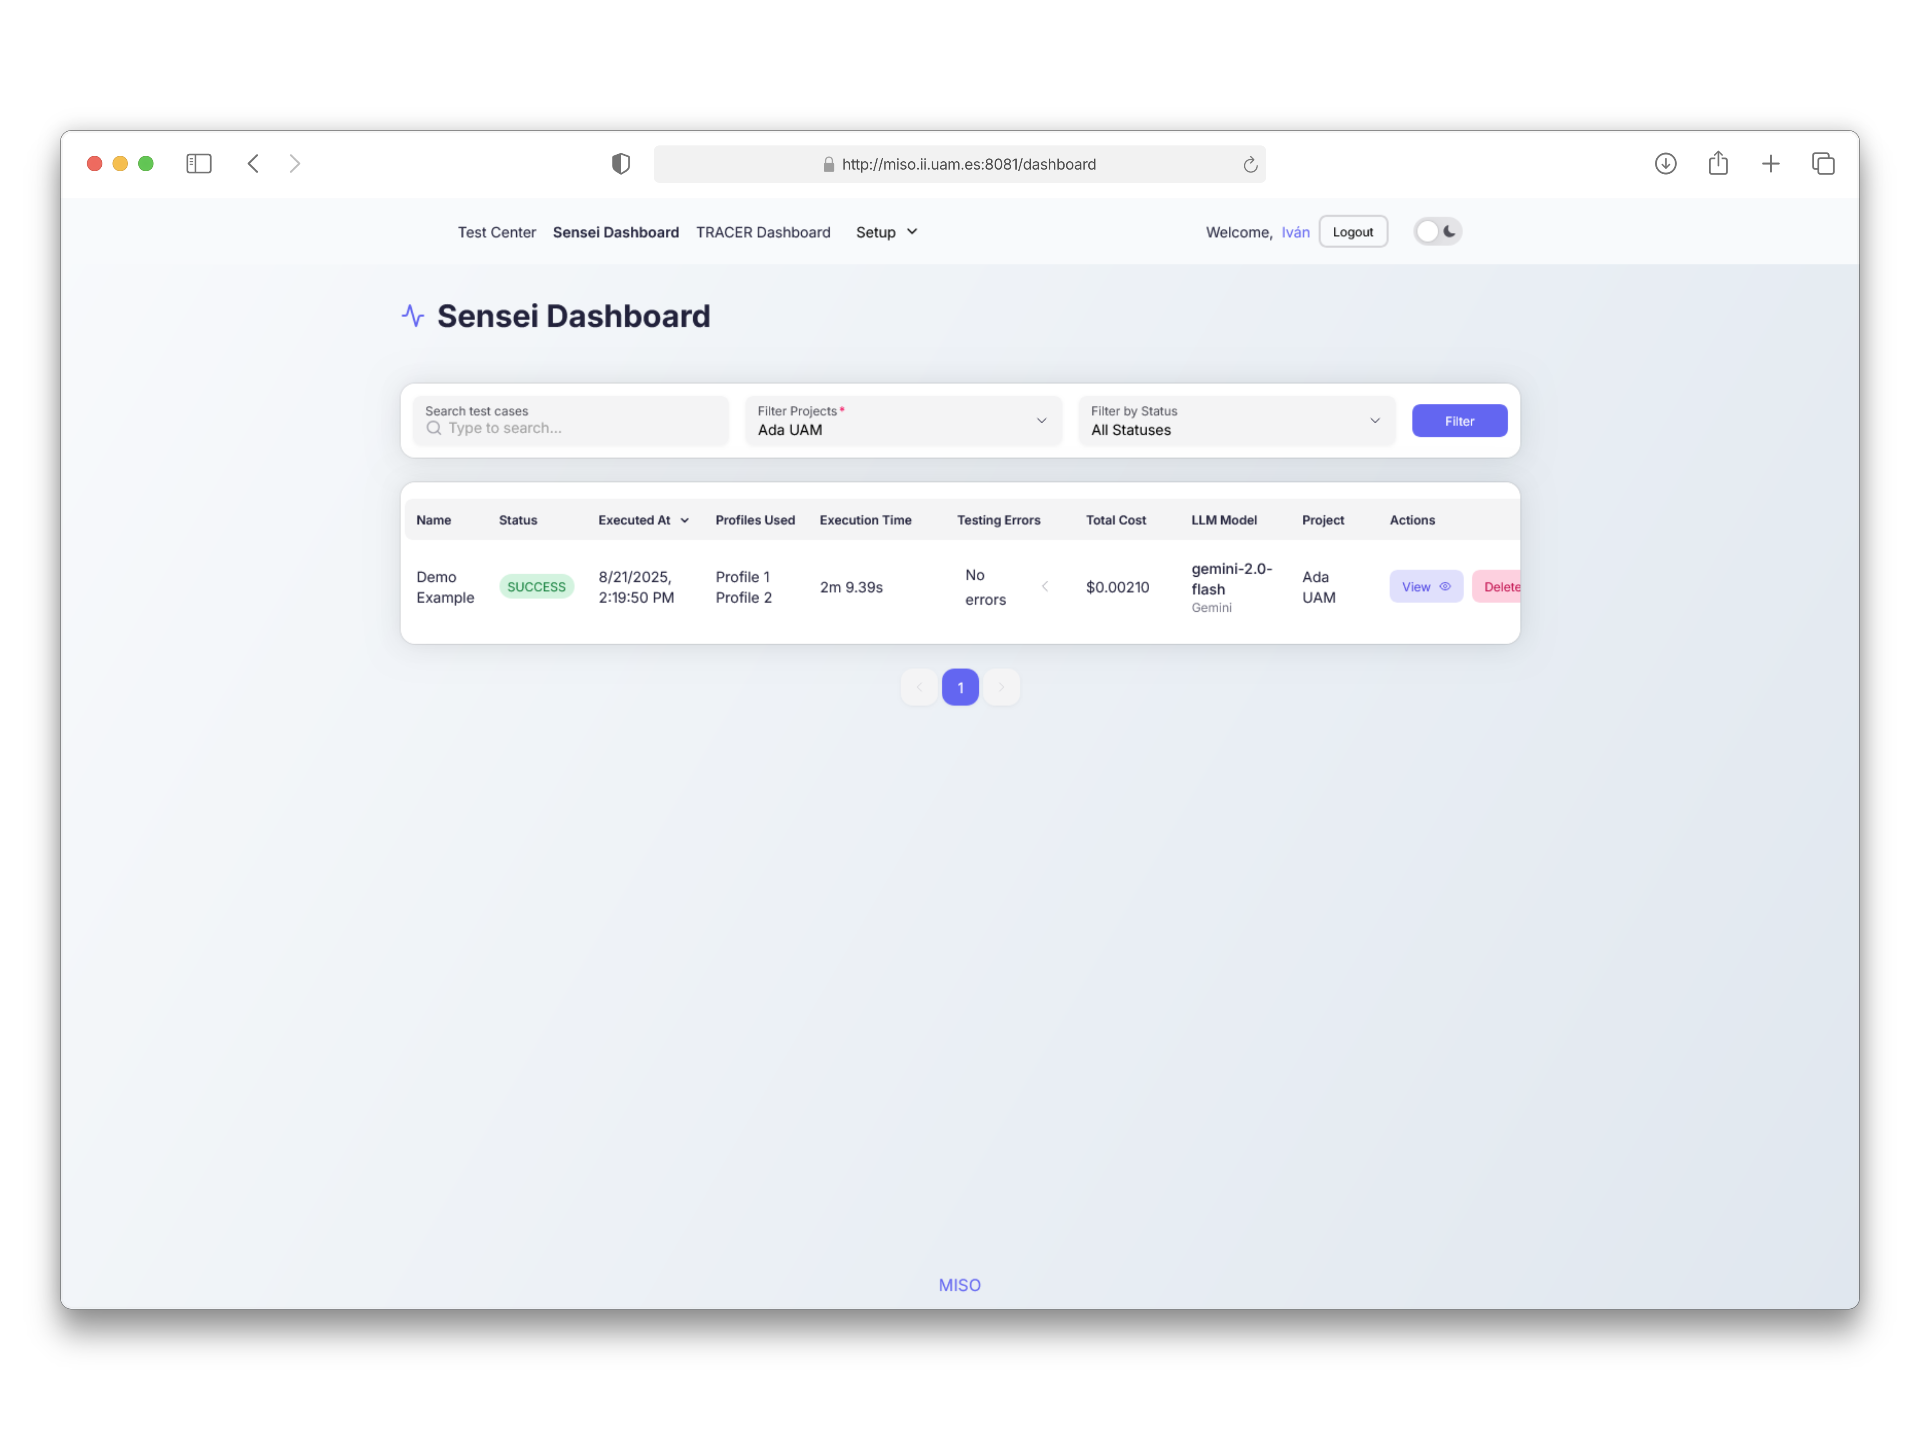 http://miso.ii.uam.es:8081/dashboard
Test Center Sensei Dashboard TRACER Dashboard Setup Welcome, Iván Logout
Sensei Dashboard
Search test cases
Type to search...
Filter Projects*
Ada UAM
Filter by Status
All Statuses
Filter
Name Status Executed At Profiles Used Execution Time Testing Errors Total Cost LLM Model Project Actions
Demo
Example
SUCCESS
8/21/2025,
2:19:50 PM
Profile 1
Profile 2
2m 9.39s
No
errors
$0.00210
gemini-2.0-
flash
Gemini
Ada
UAM
View
Delete
1
MISO